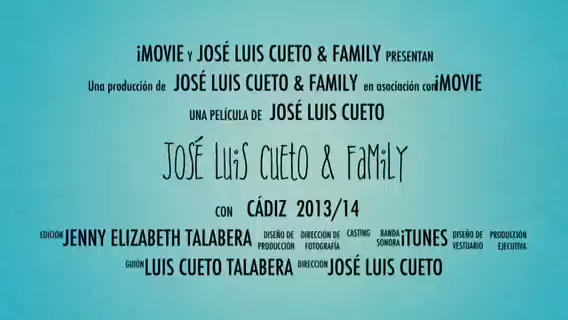 iMOVIE Y JOSÉ LUIS CUETO & FAMILY PRESENTAN
Una producción de JOSÉ LUIS CUETO & FAMILY en asociación con iMOVIE
UNA PELÍCULA DE JOSÉ LUIS CUETO
JOSÉ LUiS CUETO & FAMiLY
CON CÁDIZ 2013/14
EDICIÓN JENNY ELIZABETH TALABERA DISEÑO DE PRODUCCIÓN DIRECCIÓN DE FOTOGRAFÍA CASTING BANDA SONORA iTUNES DISEÑO DE VESTUARIO PRODUCCIÓN EJECUTIVA
GUIÓN LUIS CUETO TALABERA DIRECCIÓN JOSÉ LUIS CUETO